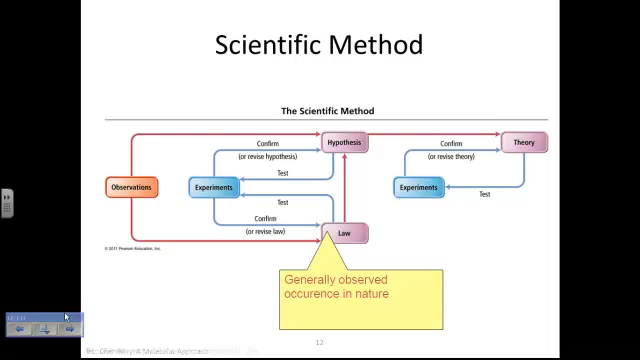 Scientific Method
The Scientific Method
Confirm
(or revise hypothesis)
Hypothesis
Test
Observations
Experiments
Test
Confirm
(or revise law)
Law
Confirm
(or revise theory)
Theory
Experiments
Test
© 2011 Pearson Education, Inc.
Generally observed
occurence in nature
12